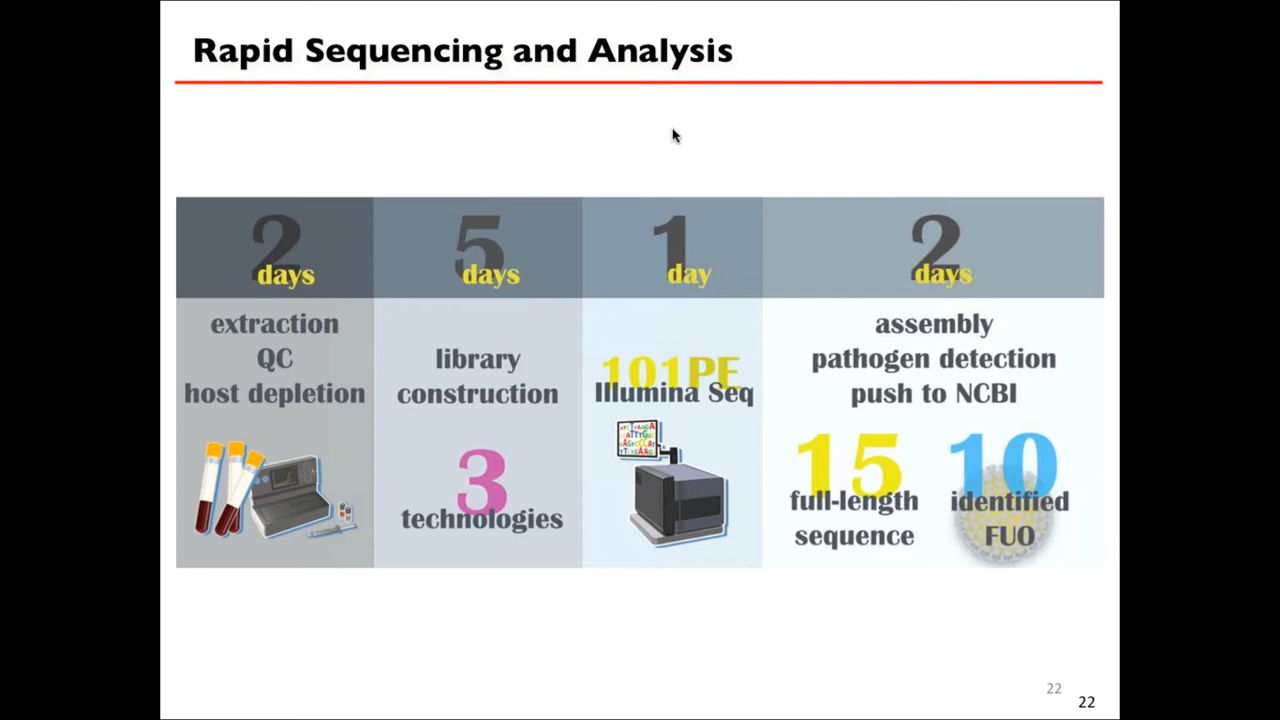 Rapid Sequencing and Analysis
2
days
5
days
1
day
2
days
extraction
QC
host depletion
library
construction
3
technologies
101PE
Illumina Seq
assembly
pathogen detection
push to NCBI
15
full-length
sequence
10
identified
FUO
22
22